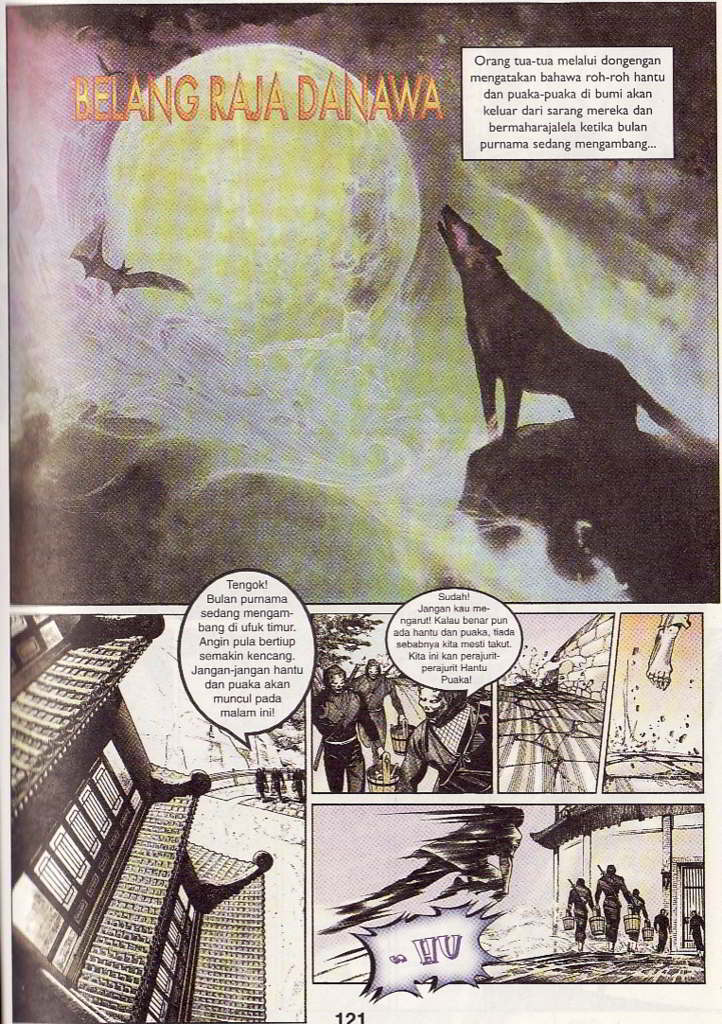 BELANG RAJA DANAWA
Orang tua-tua melalui dongengan
mengatakan bahawa roh-roh hantu
dan puaka-puaka di bumi akan
keluar dari sarang mereka dan
bermaharajalela ketika bulan
purnama sedang mengambang...
Tengok!
Bulan purnama
sedang mengam-
bang di ufuk timur.
Angin pula bertiup
semakin kencang.
Jangan-jangan hantu
dan puaka akan
muncul pada
malam ini!
Sudah!
Jangan kau me-
ngarut! Kalau benar pun
ada hantu dan puaka, tiada
sebabnya kita mesti takut.
Kita ini kan perajurit-
perajurit Hantu
Puaka!
HU
121